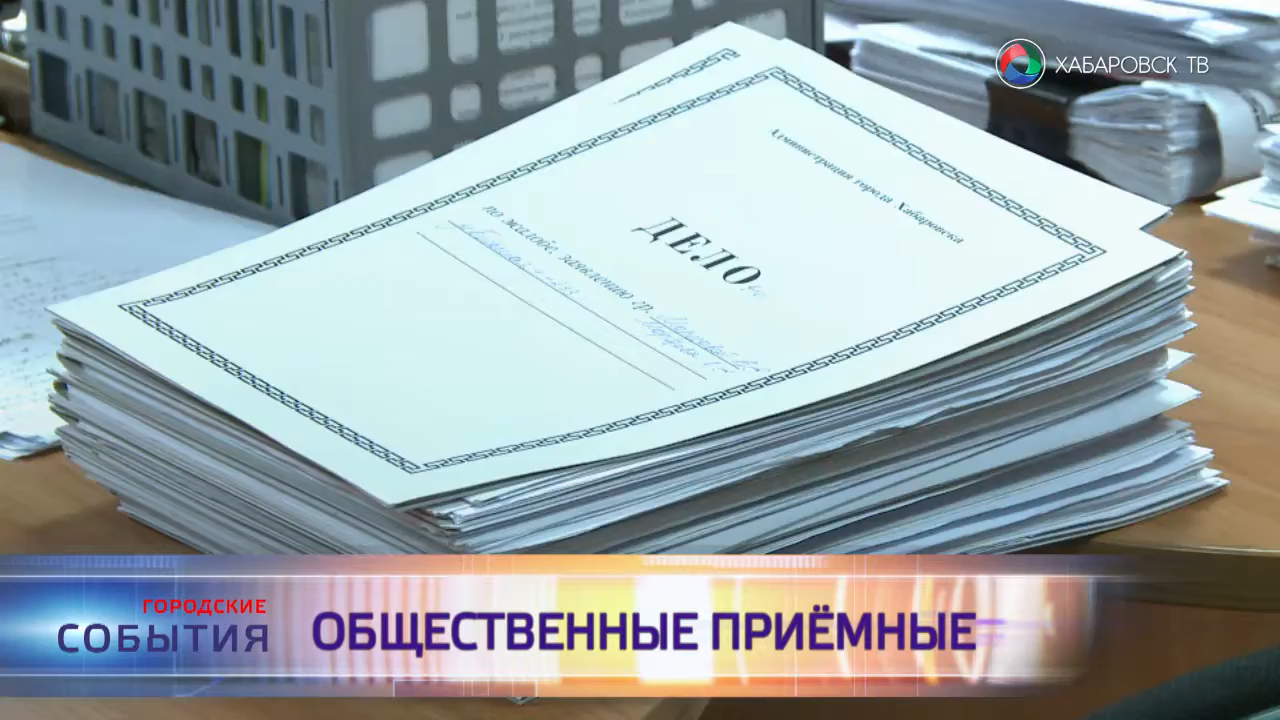 ХАБАРОВСК ТВ
Администрация города Хабаровска
ДЕЛО
по жалобе, заявлению гр.
ГОРОДСКИЕ
СОБЫТИЯ
ОБЩЕСТВЕННЫЕ ПРИЁМНЫЕ